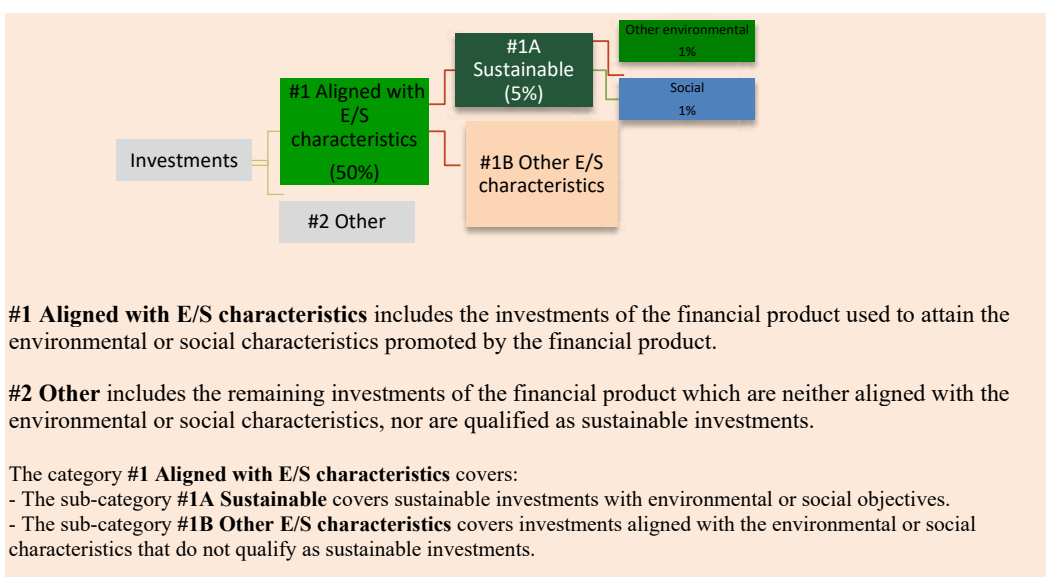 Other environmental
1%
#1A
Sustainable
(5%)
Social
1%
#1 Aligned with
E/S
characteristics
(50%)
Investments
#1B Other E/S
characteristics
#2 Other
#1 Aligned with E/S characteristics includes the investments of the financial product used to attain the
environmental or social characteristics promoted by the financial product.
#2 Other includes the remaining investments of the financial product which are neither aligned with the
environmental or social characteristics, nor are qualified as sustainable investments.
The category #1 Aligned with E/S characteristics covers:
- The sub-category #1A Sustainable covers sustainable investments with environmental or social objectives.
- The sub-category #1B Other E/S characteristics covers investments aligned with the environmental or social
characteristics that do not qualify as sustainable investments.